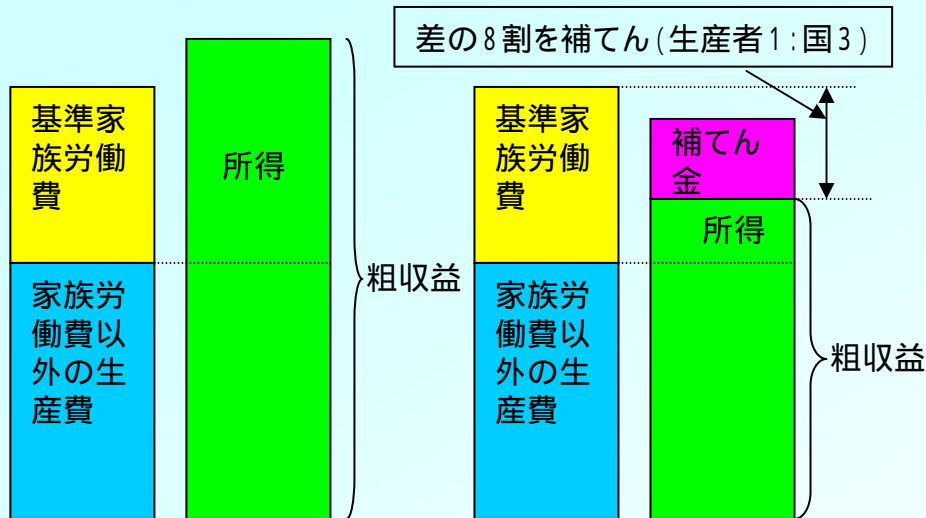 差の8割を補てん(生産者1:国3)
基準家
族労働
費
所得
家族労
働費以
外の生
産費
粗収益
基準家
族労働
費
補てん
金
所得
家族労
働費以
外の生
産費
粗収益